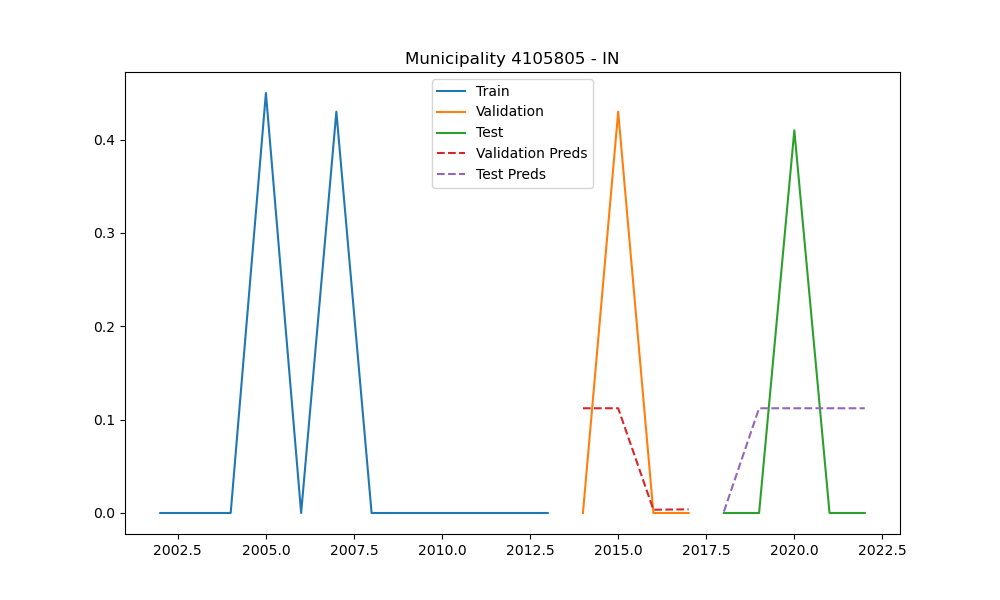 Municipality 4105805 - IN
Train
Validation
Test
Validation Preds
Test Preds
0.4
0.3
0.2
0.1
0.0
2002.5 2005.0 2007.5 2010.0 2012.5 2015.0 2017.5 2020.0 2022.5